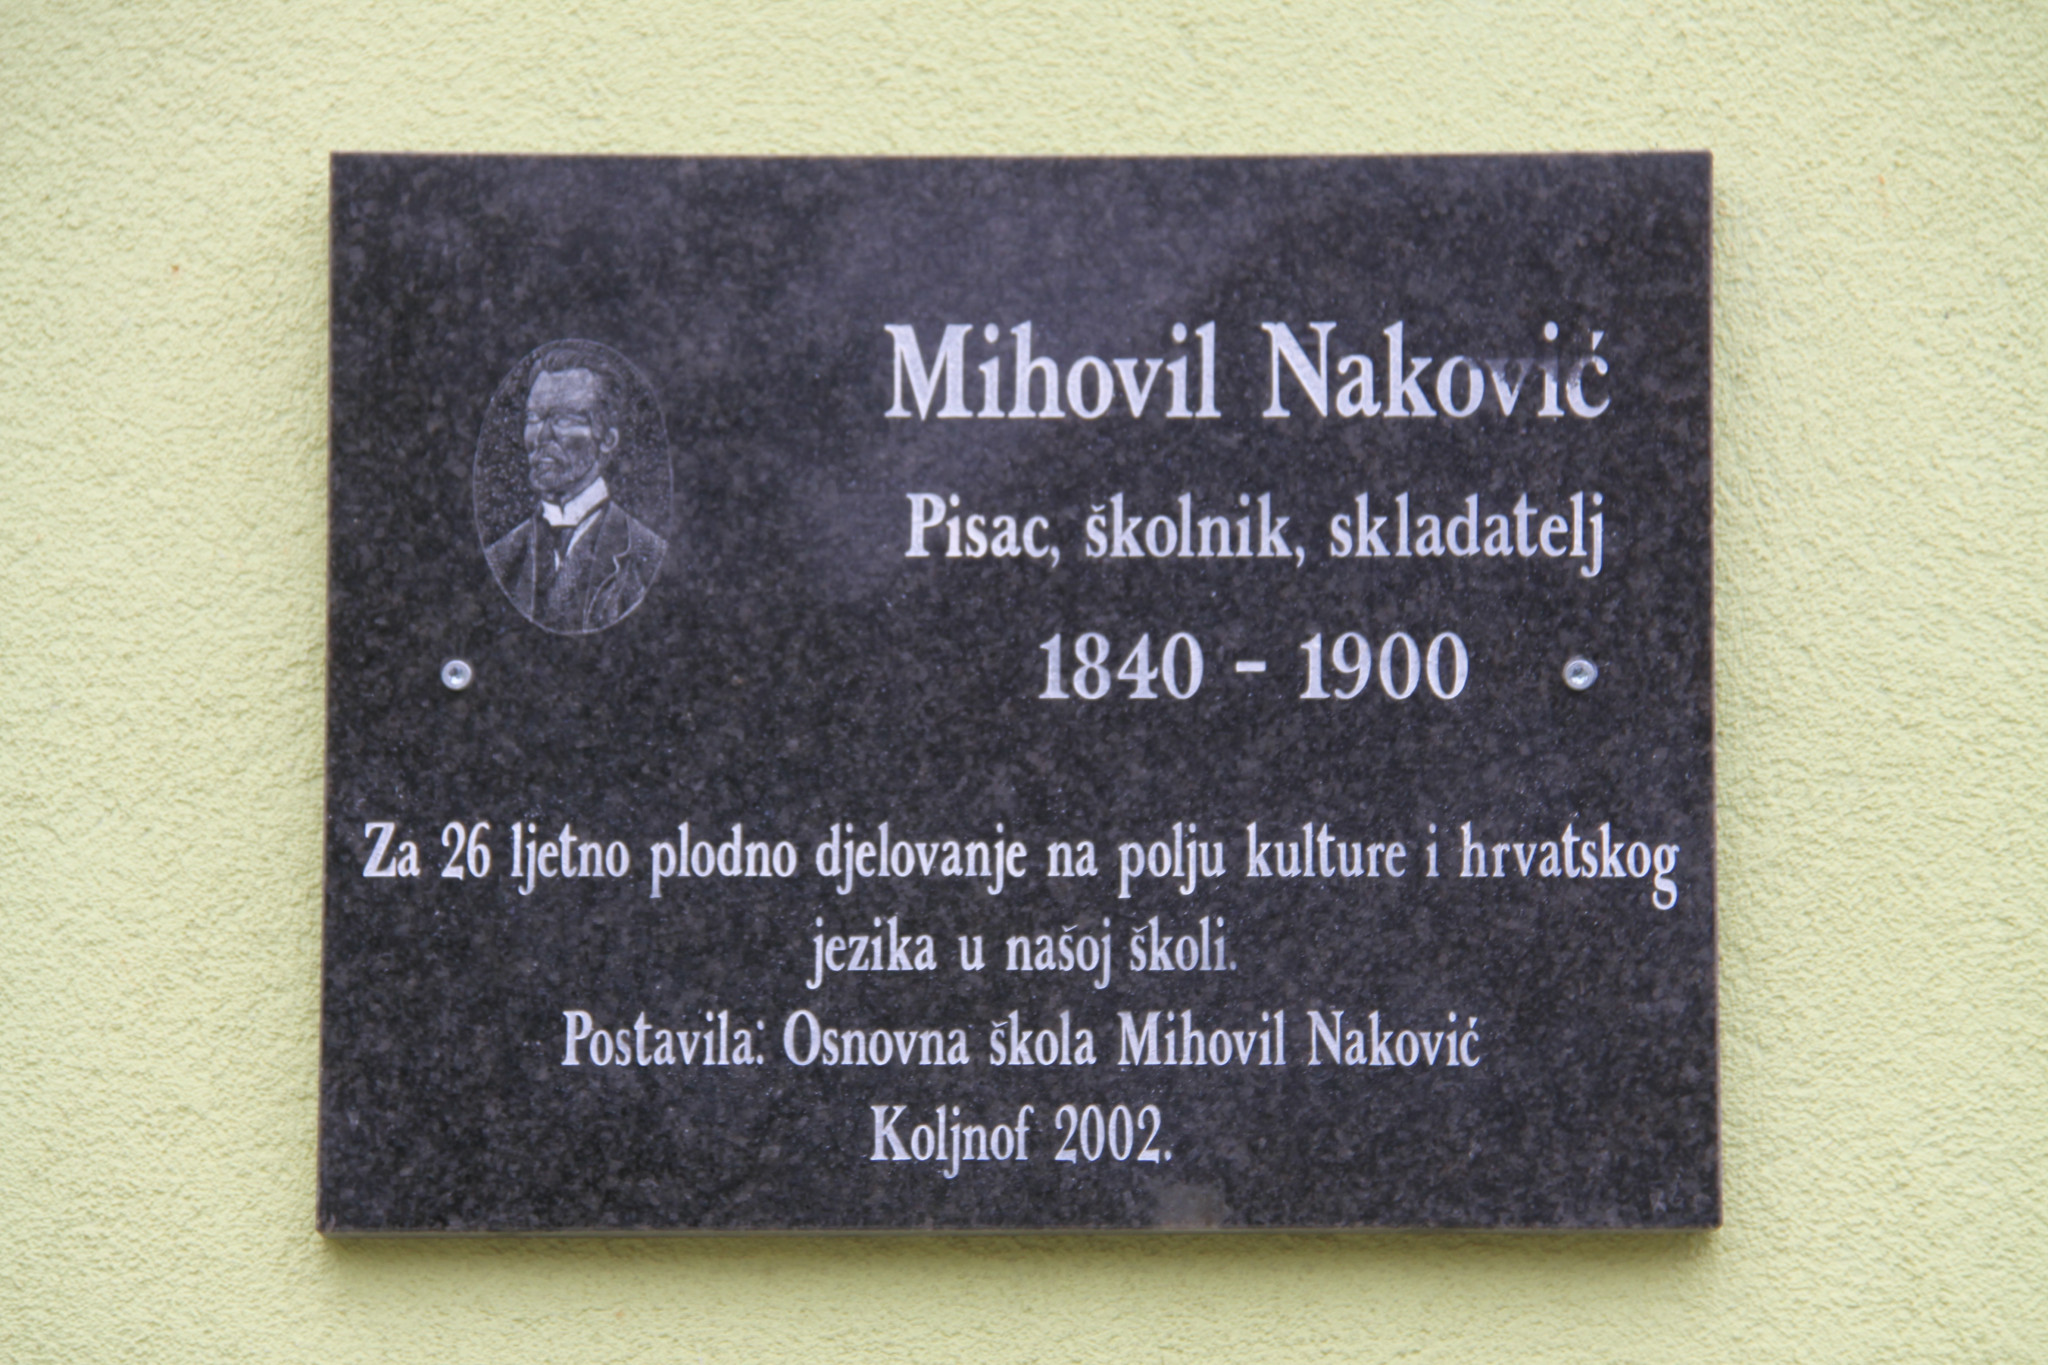 Mihovil Naković
Pisac, školnik, skladatelj
1840 - 1900
Za 26 ljetno plodno djelovanje na polju kulture i hrvatskog
jezika u našoj školi.
Postavila: Osnovna škola Mihovil Naković
Koljnof 2002.